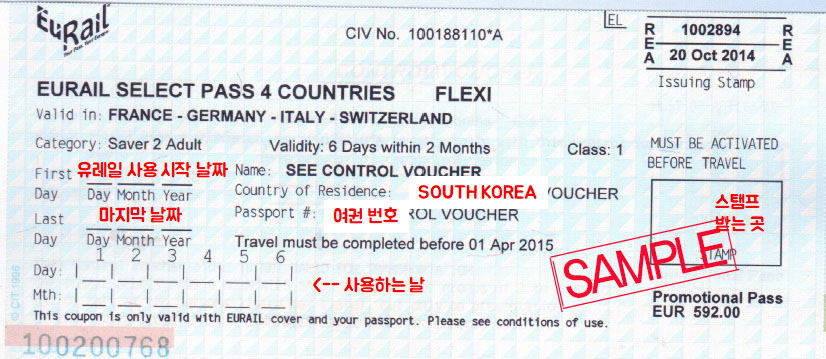 EURAIL
CIV No. 100188110*A
EL
REA 1002894 REA
20 Oct 2014
Issuing Stamp
EURAIL SELECT PASS 4 COUNTRIES FLEXI
Valid in: FRANCE - GERMANY - ITALY - SWITZERLAND
Category: Saver 2 Adult Validity: 6 Days within 2 Months Class: 1
MUST BE ACTIVATED
BEFORE TRAVEL
First 유레일 사용 시작 날짜 Name: SEE CONTROL VOUCHER
Day Day Month Year Country of Residence: SOUTH KOREA VOUCHER
Last 마지막 날짜 Passport #: 여권 번호 ROL VOUCHER
Day Day Month Year Travel must be completed before 01 Apr 2015
스탬프
받는 곳
STAMP
SAMPLE
1 2 3 4 5 6
Day:
Mth:
<-- 사용하는 날
Promotional Pass
EUR 592.00
This coupon is only valid with EURAIL cover and your passport. Please see conditions of use.
© CIT 1996
100200768